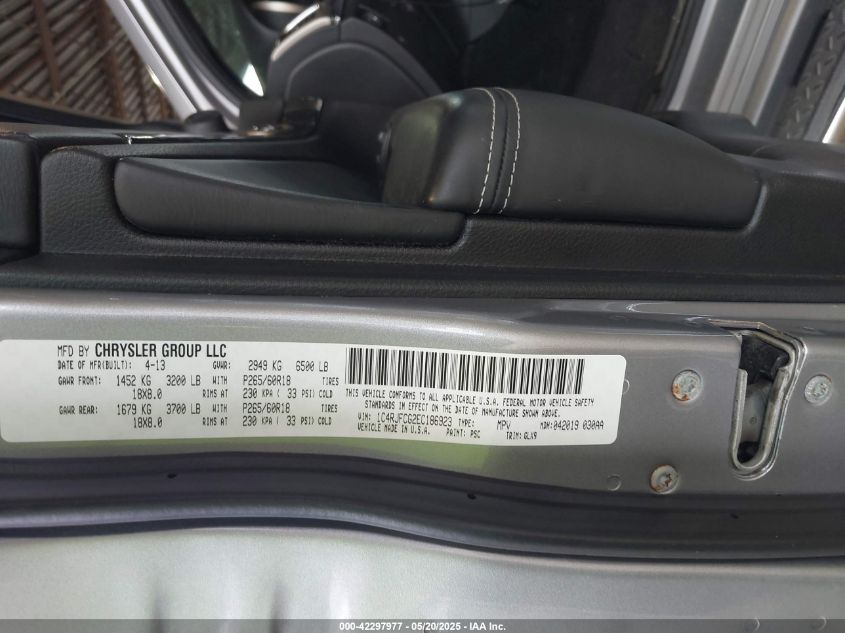 MFD BY CHRYSLER GROUP LLC
DATE OF MFR(BUILT): 4-13 GVWR: 2949 KG 6500 LB
GAWR FRONT: 1452 KG 3200 LB WITH P265/60R18 TIRES
18X8.0 RIMS AT 230 KPA ( 33 PSI) COLD
GAWR REAR: 1679 KG 3700 LB WITH P265/60R18 TIRES
18X8.0 RIMS AT 230 KPA ( 33 PSI) COLD
THIS VEHICLE CONFORMS TO ALL APPLICABLE U.S.A. FEDERAL MOTOR VEHICLE SAFETY
STANDARDS IN EFFECT ON THE DATE OF MANUFACTURE SHOWN ABOVE
VIN: 1C4RJFCG2EC186923 TYPE: MPV MDH: 042019 030AA
VEHICLE MADE IN U.S.A. PAINT: PSC TRIM: GLX9
000-42297977 - 05/20/2025 - IAA Inc.